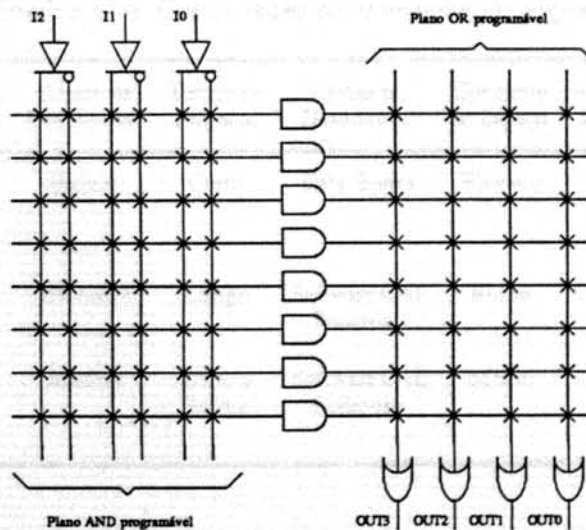 I2 I1 I0
Plano OR programável
Plano AND programável
OUT3 OUT2 OUT1 OUT0